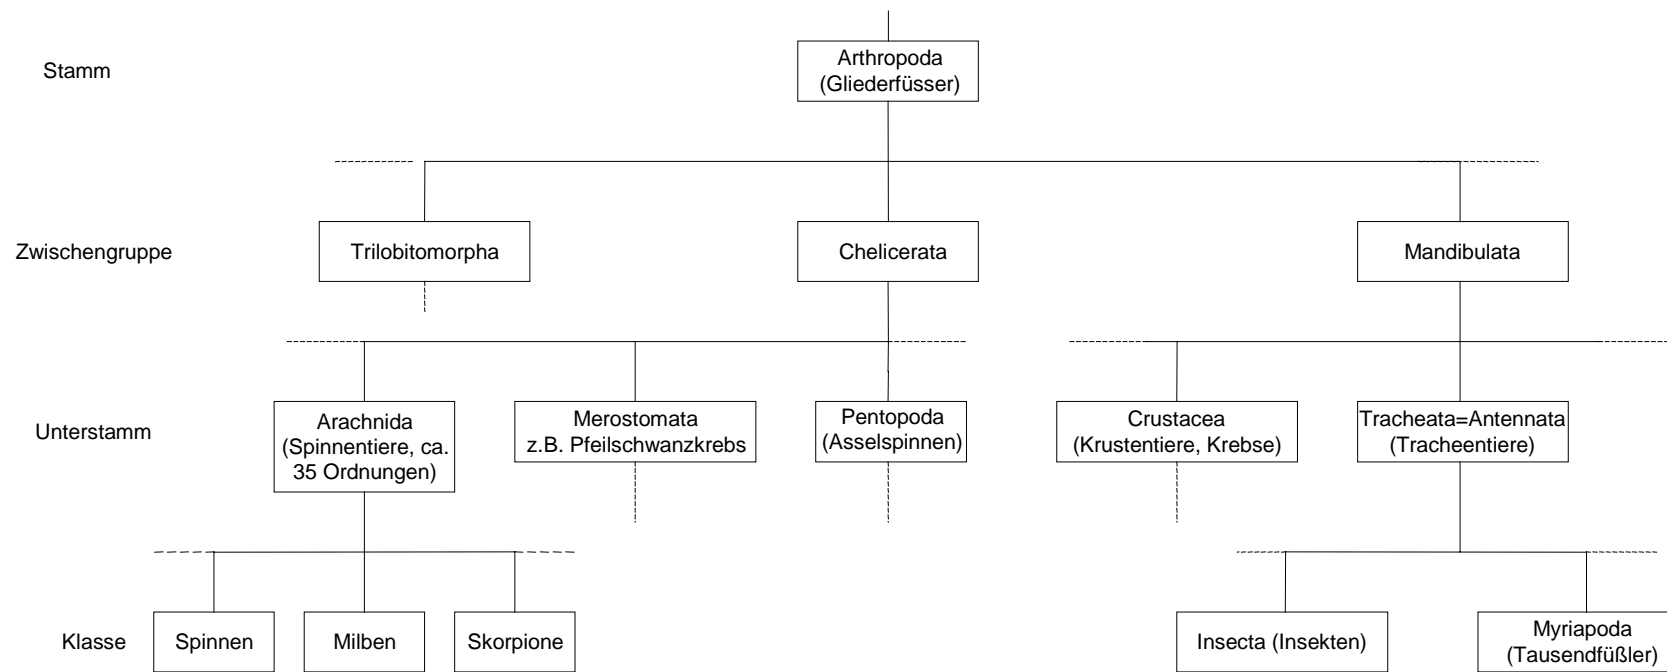 Stamm
Arthropoda
(Gliederfüsser)
Zwischengruppe
Trilobitomorpha
Chelicerata
Mandibulata
Unterstamm
Arachnida
(Spinnentiere, ca.
35 Ordnungen)
Merostomata
z.B. Pfeilschwanzkrebs
Pentopoda
(Asselspinnen)
Crustacea
(Krustentiere, Krebse)
Tracheata=Antennata
(Tracheentiere)
Klasse
Spinnen
Milben
Skorpione
Insecta (Insekten)
Myriapoda
(Tausendfüßler)